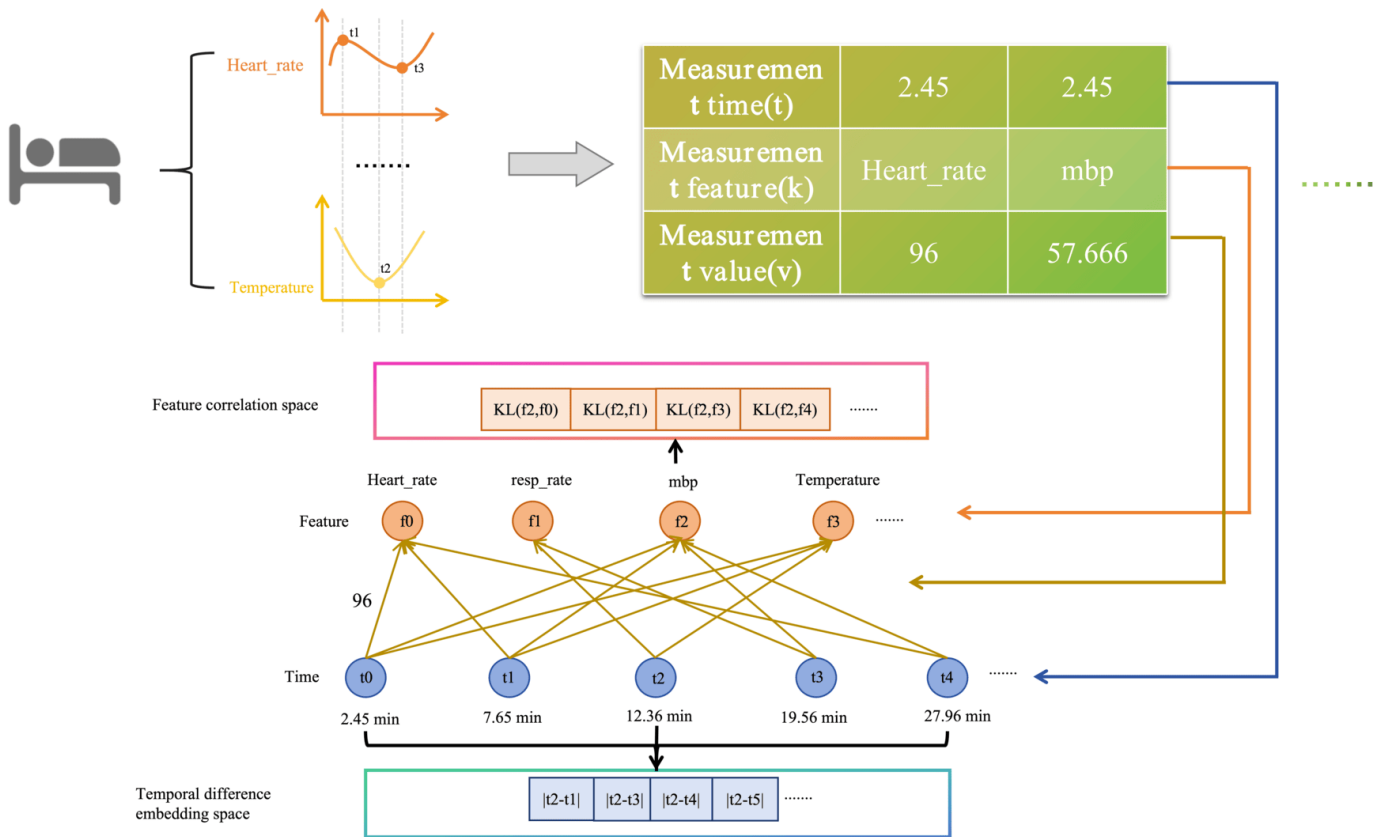 t1
Heart_rate
t3
.......
t2
Temperature
Measuremen
t time(t)
2.45
2.45
Measuremen
t feature(k)
Heart_rate
mbp
Measuremen
t value(v)
96
57.666
.......
Feature correlation space
KL(f2,f0) KL(f2,f1) KL(f2,f3) KL(f2,f4) .......
Heart_rate resp_rate mbp Temperature
Feature f0 f1 f2 f3 .......
96
Time t0 t1 t2 t3 t4 .......
2.45 min 7.65 min 12.36 min 19.56 min 27.96 min
Temporal difference
embedding space
|t2-t1| |t2-t3| |t2-t4| |t2-t5| .......